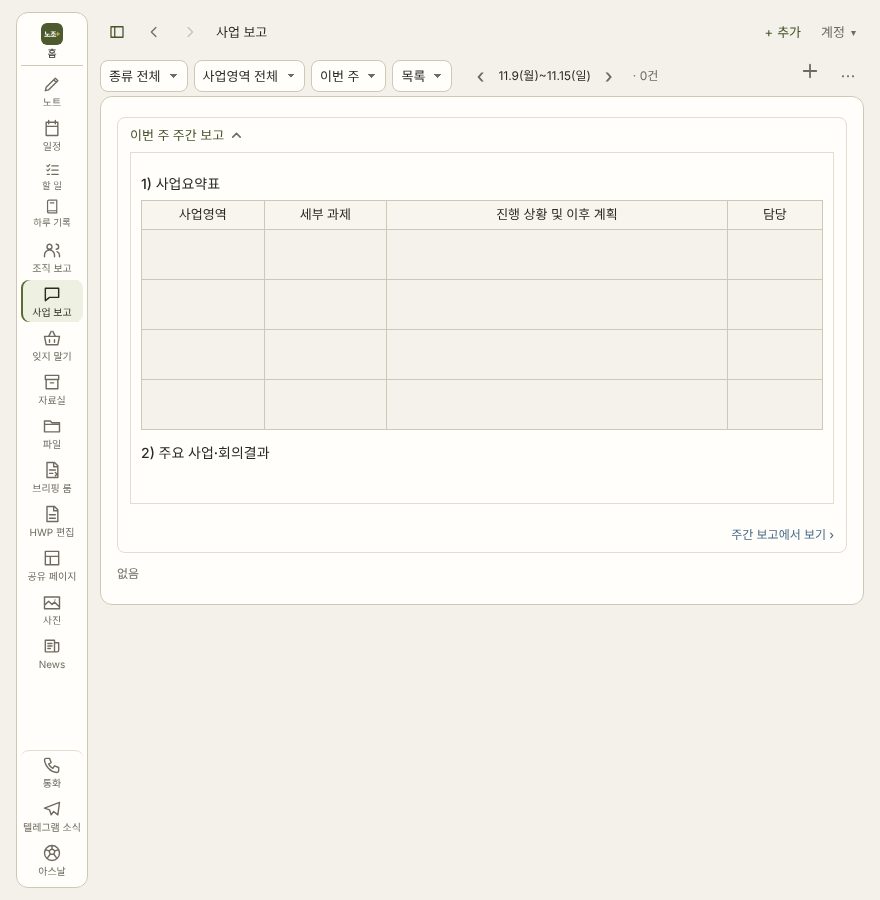 노조+
홈
노트
일정
할 일
하루 기록
조직 보고
사업 보고
잊지 말기
자료실
파일
브리핑 룸
HWP 편집
공유 페이지
사진
News
통화
텔레그램 소식
아스날
사업 보고
+ 추가
계정 ▾
종류 전체
사업영역 전체
이번 주
목록
11.9(월)~11.15(일)
· 0건
이번 주 주간 보고
1) 사업요약표
사업영역 세부 과제 진행 상황 및 이후 계획 담당
2) 주요 사업·회의결과
주간 보고에서 보기 ›
없음